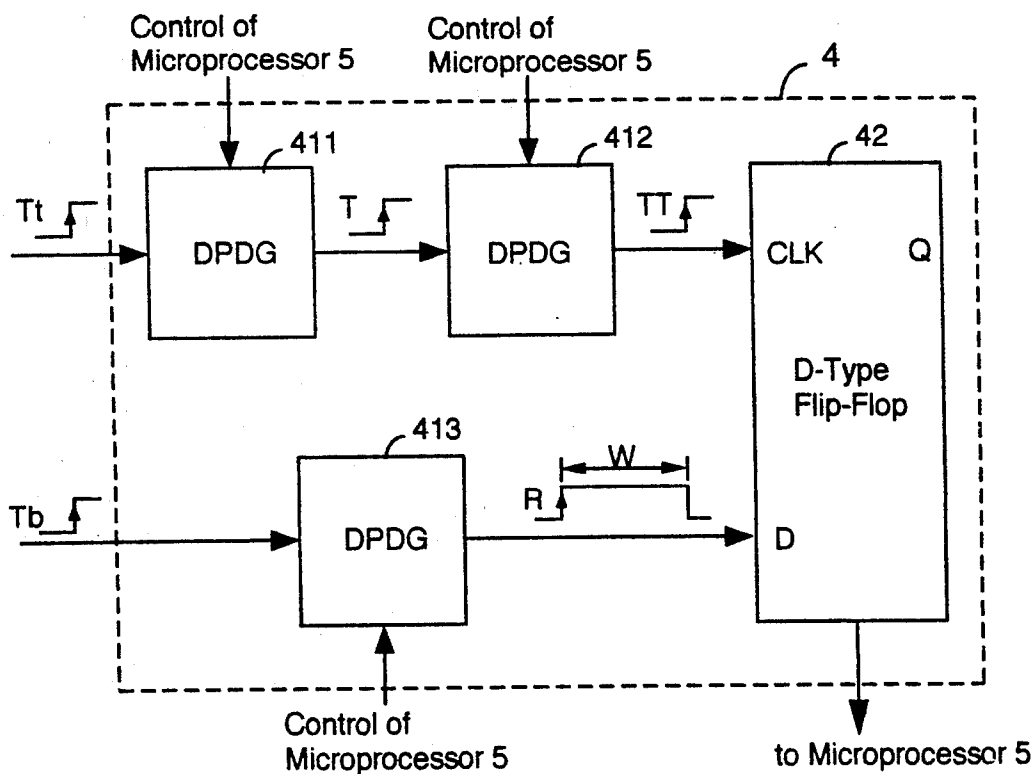 Control of
Microprocessor 5
Control of
Microprocessor 5
4
411
412
42
Tt
T
TT
DPDG
DPDG
CLK
Q
D-Type
Flip-Flop
413
W
R
Tb
DPDG
D
Control of
Microprocessor 5
to Microprocessor 5